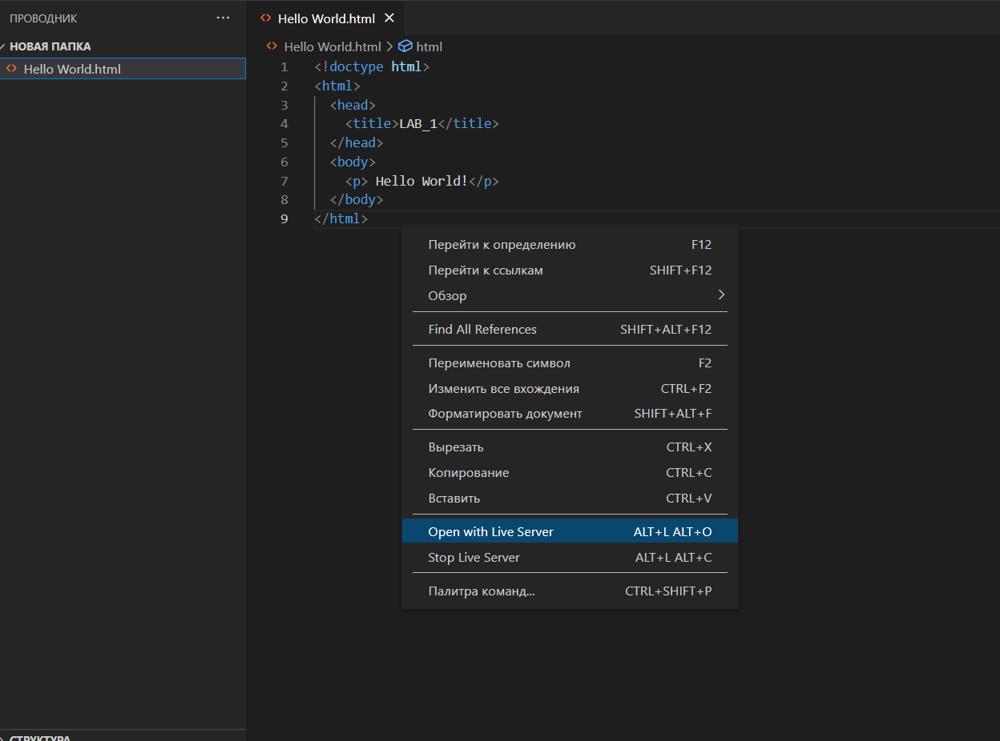 ПРОВОДНИК ···
НОВАЯ ПАПКА
Hello World.html
Hello World.html
Hello World.html > html
1 <!doctype html>
2 <html>
3 <head>
4 <title>LAB_1</title>
5 </head>
6 <body>
7 <p> Hello World!</p>
8 </body>
9 </html>
Перейти к определению F12
Перейти к ссылкам SHIFT+F12
Обзор
Find All References SHIFT+ALT+F12
Переименовать символ F2
Изменить все вхождения CTRL+F2
Форматировать документ SHIFT+ALT+F
Вырезать CTRL+X
Копирование CTRL+C
Вставить CTRL+V
Open with Live Server ALT+L ALT+O
Stop Live Server ALT+L ALT+C
Палитра команд... CTRL+SHIFT+P
СТРУКТУРА